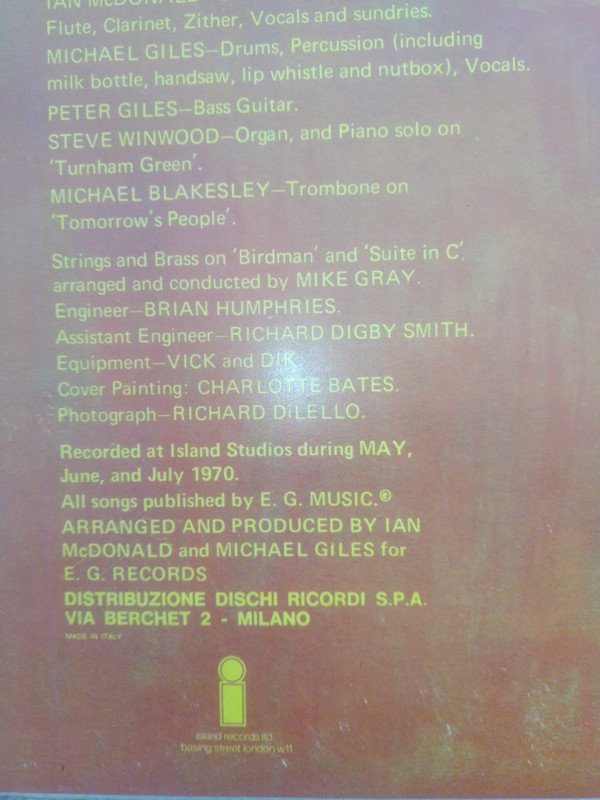 IAN McDONALD—
Flute, Clarinet, Zither, Vocals and sundries.
MICHAEL GILES—Drums, Percussion (including
milk bottle, handsaw, lip whistle and nutbox), Vocals.
PETER GILES—Bass Guitar.
STEVE WINWOOD—Organ, and Piano solo on
'Turnham Green'.
MICHAEL BLAKESLEY—Trombone on
'Tomorrow's People'.
Strings and Brass on 'Birdman' and 'Suite in C',
arranged and conducted by MIKE GRAY.
Engineer—BRIAN HUMPHRIES.
Assistant Engineer—RICHARD DIGBY SMITH.
Equipment—VICK and DIK.
Cover Painting: CHARLOTTE BATES.
Photograph—RICHARD DiLELLO.
Recorded at Island Studios during MAY,
June, and July 1970.
All songs published by E. G. MUSIC.℗
ARRANGED AND PRODUCED BY IAN
McDONALD and MICHAEL GILES for
E. G. RECORDS
DISTRIBUZIONE DISCHI RICORDI S.P.A.
VIA BERCHET 2 - MILANO
MADE IN ITALY
i
island records ltd
basing street london w11